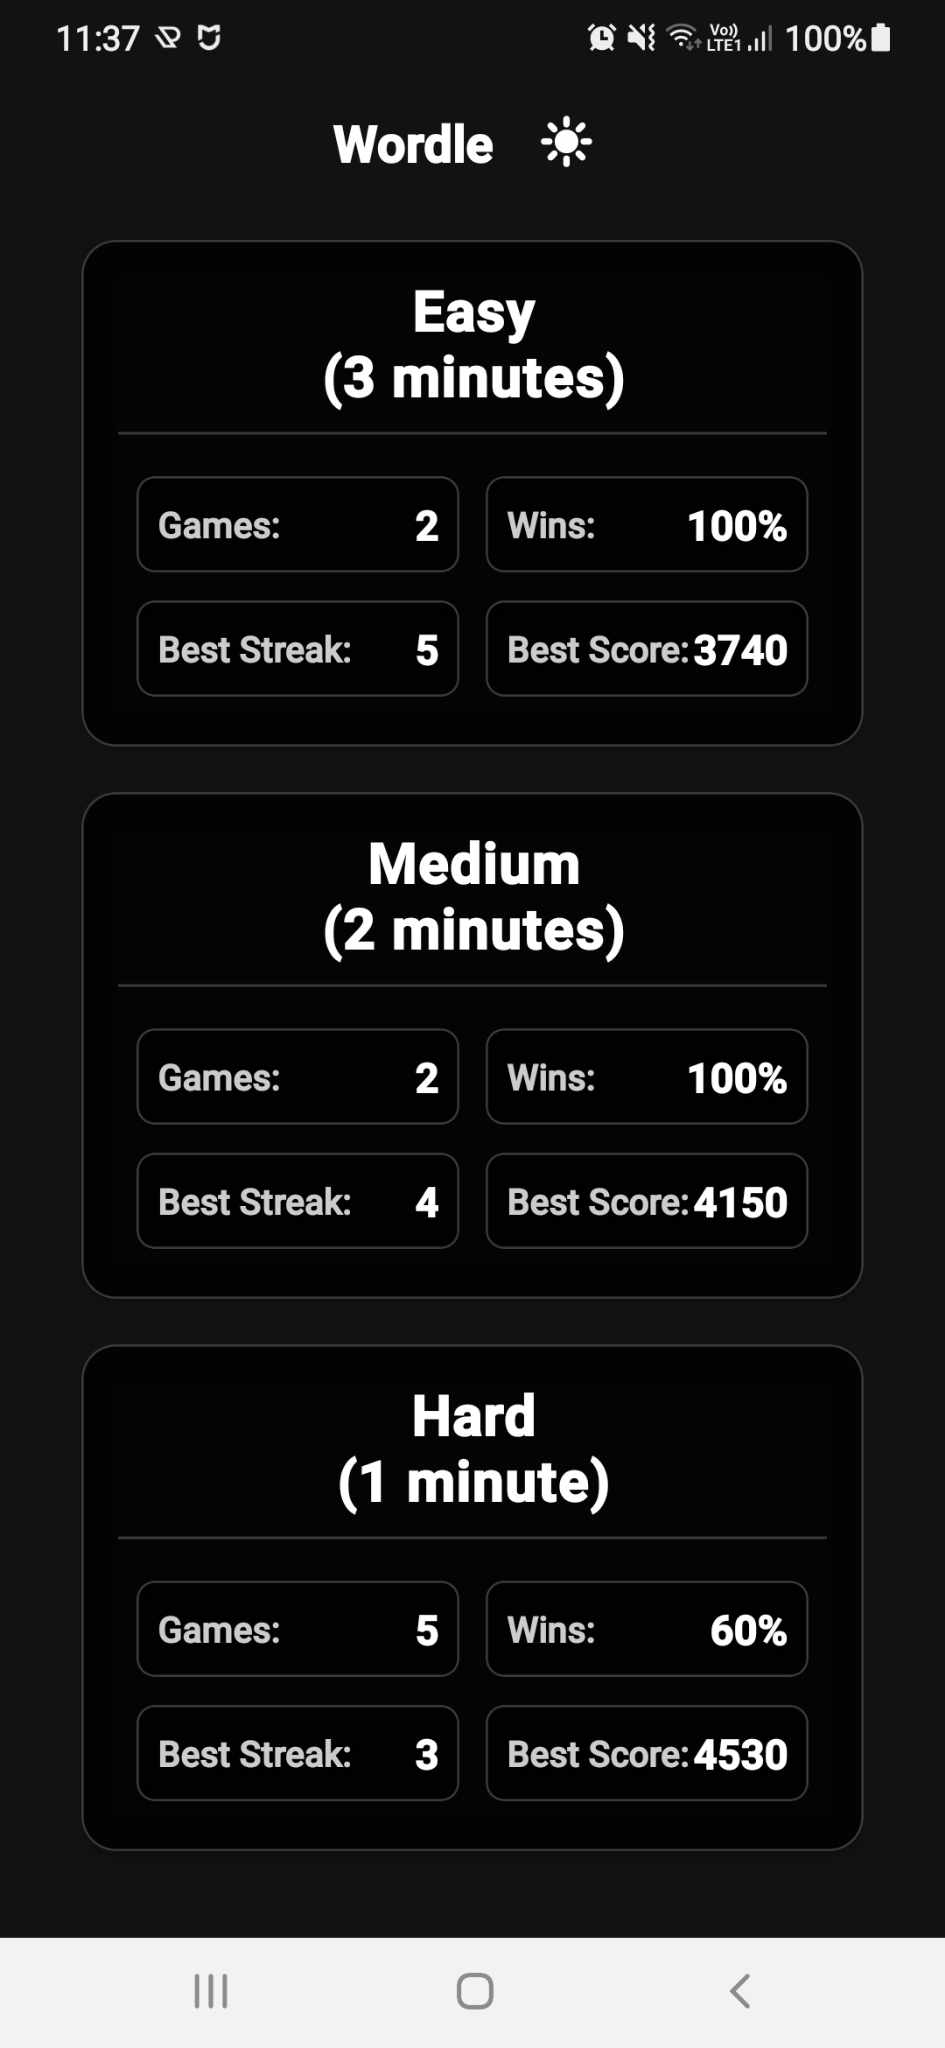 11:37 Vo)) LTE1 100%
Wordle
Easy
(3 minutes)
Games: 2 Wins: 100%
Best Streak: 5 Best Score: 3740
Medium
(2 minutes)
Games: 2 Wins: 100%
Best Streak: 4 Best Score: 4150
Hard
(1 minute)
Games: 5 Wins: 60%
Best Streak: 3 Best Score: 4530